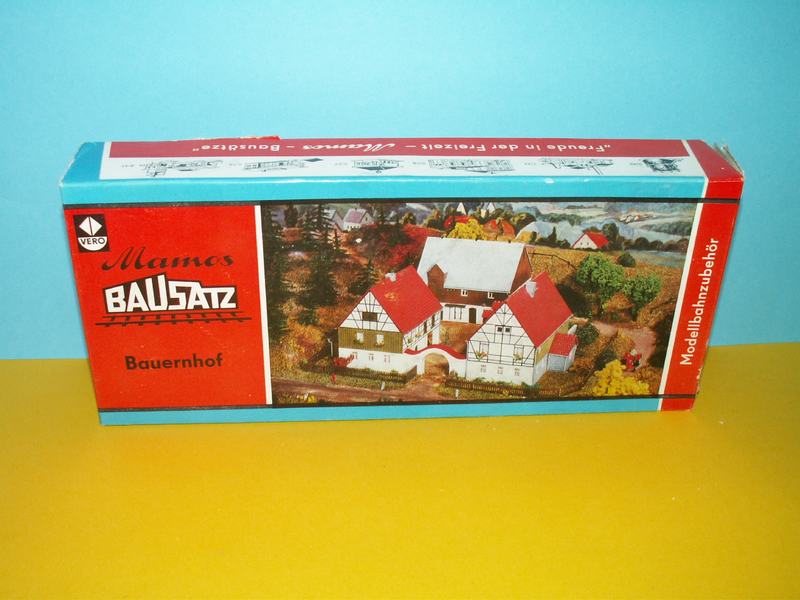 „Freude in der Freizeit – Mamos – Bausätze“
VERO
Mamos
BAUSATZ
Bauernhof
Modellbahnzubehör